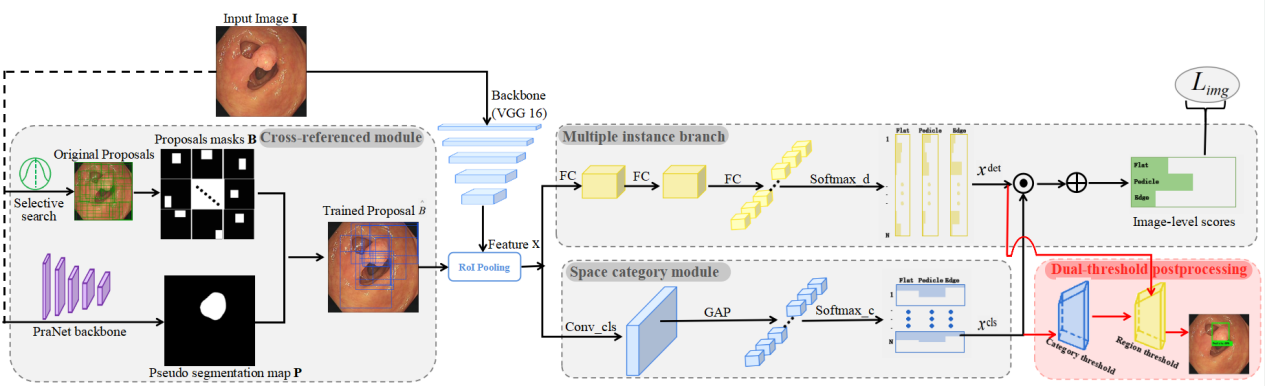 Input Image I
Backbone
(VGG 16)
Cross-referenced module
Proposals masks B
Original Proposals
Selective
search
Trained Proposal B̂
PraNet backbone
Pseudo segmentation map P
Feature X
RoI Pooling
Multiple instance branch
FC
FC
FC
Softmax_d
Flat Pedicle Edge
1
N
x^det
L_img
Flat
Pedicle
Edge
Image-level scores
Space category module
Conv_cls
GAP
Softmax_c
Flat Pedicle Edge
1
N
x^cls
Dual-threshold postprocessing
Category threshold
Region threshold